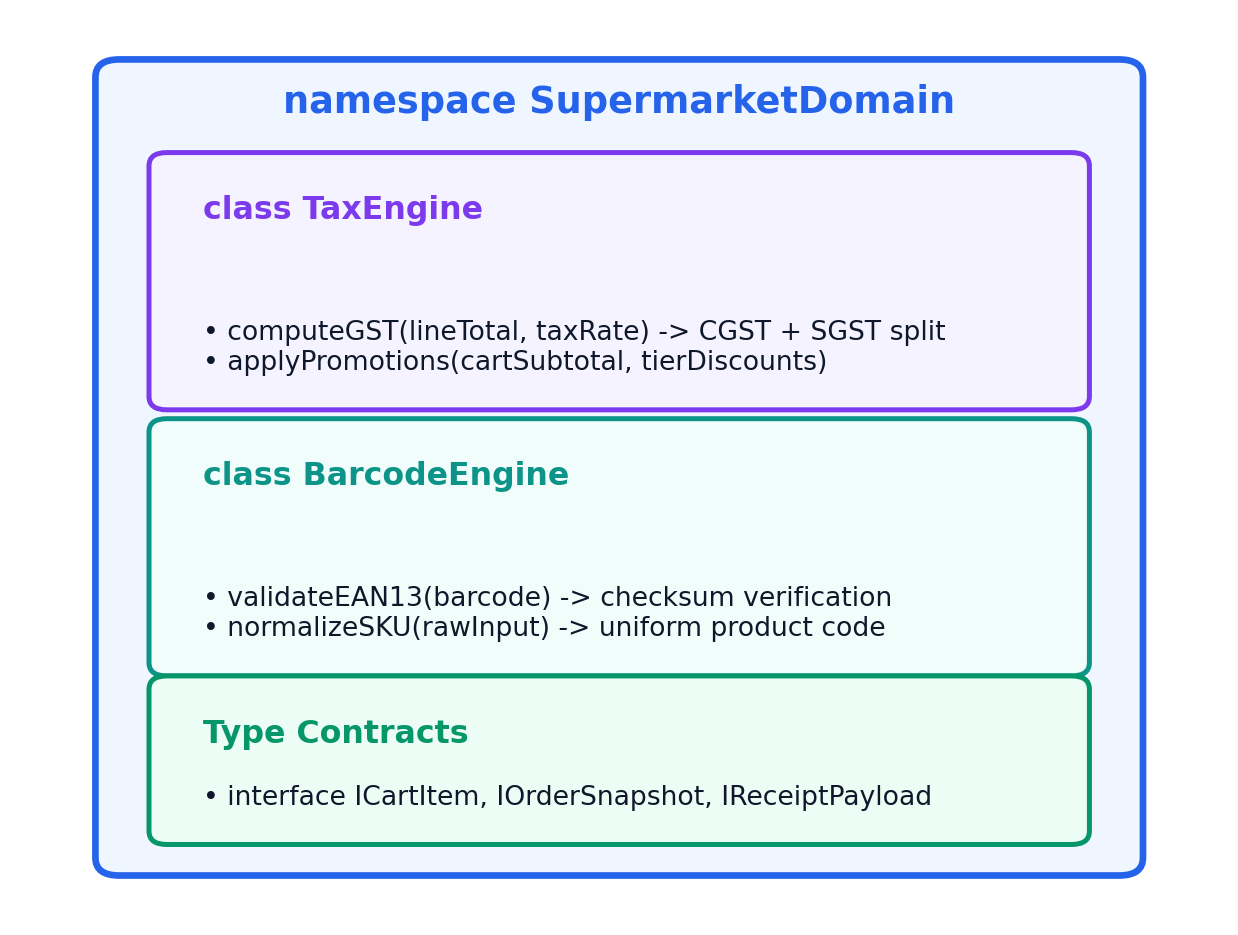 namespace SupermarketDomain
class TaxEngine
• computeGST(lineTotal, taxRate) -> CGST + SGST split
• applyPromotions(cartSubtotal, tierDiscounts)
class BarcodeEngine
• validateEAN13(barcode) -> checksum verification
• normalizeSKU(rawInput) -> uniform product code
Type Contracts
• interface ICartItem, IOrderSnapshot, IReceiptPayload